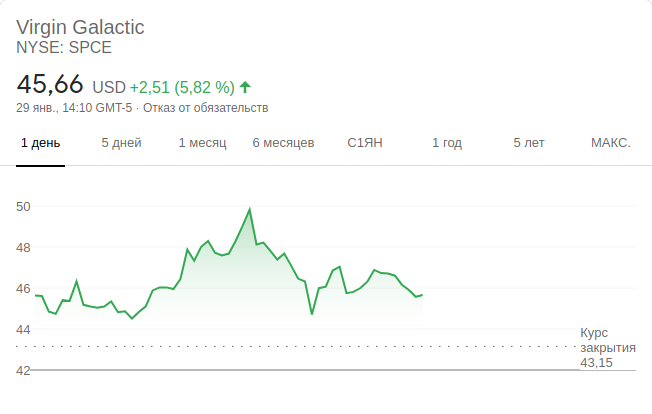 Virgin Galactic
NYSE: SPCE
45,66 USD +2,51 (5,82 %)
29 янв., 14:10 GMT-5 · Отказ от обязательств
1 день 5 дней 1 месяц 6 месяцев С1ЯН 1 год 5 лет МАКС.
50
48
46
44
Курс
закрытия
43,15
42